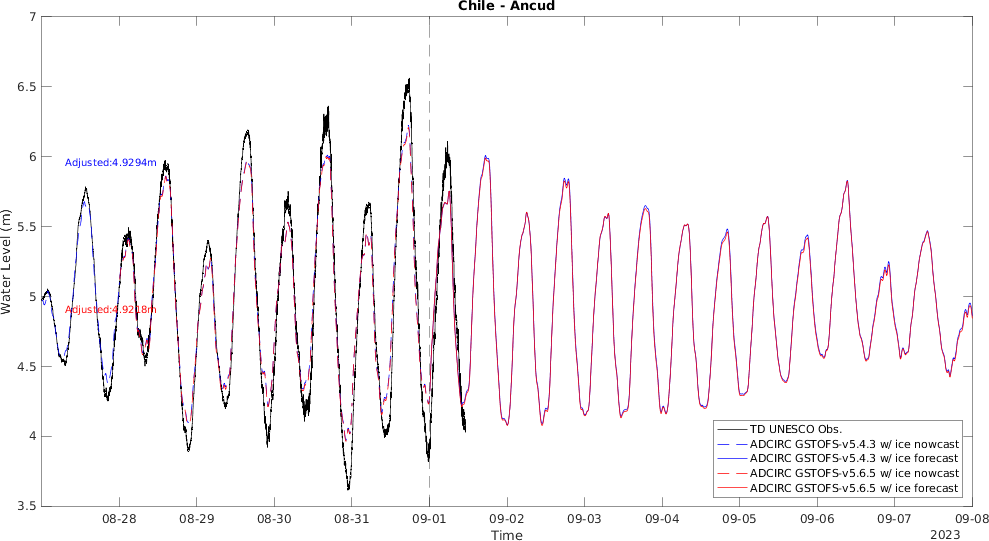 Chile - Ancud
7
6.5
6
5.5
5
4.5
4
3.5
Water Level (m)
Adjusted:4.9294m
Adjusted:4.9218m
TD UNESCO Obs.
ADCIRC GSTOFS-v5.4.3 w/ ice nowcast
ADCIRC GSTOFS-v5.4.3 w/ ice forecast
ADCIRC GSTOFS-v5.6.5 w/ ice nowcast
ADCIRC GSTOFS-v5.6.5 w/ ice forecast
08-28 08-29 08-30 08-31 09-01 09-02 09-03 09-04 09-05 09-06 09-07 09-08
Time
2023